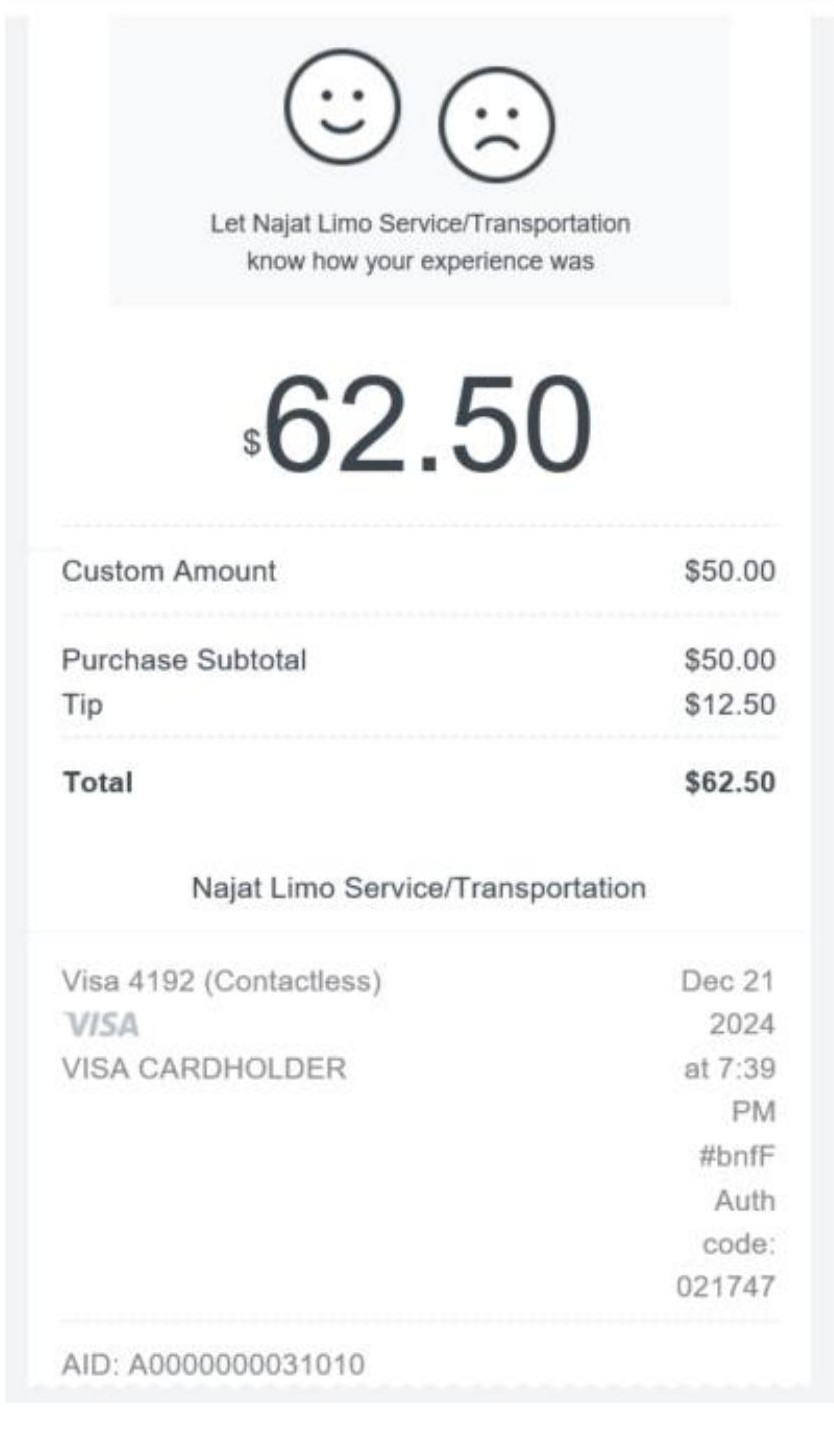 Let Najat Limo Service/Transportation
know how your experience was
$62.50
Custom Amount $50.00
Purchase Subtotal $50.00
Tip $12.50
Total $62.50
Najat Limo Service/Transportation
Visa 4192 (Contactless) Dec 21
VISA 2024
VISA CARDHOLDER at 7:39
PM
#bnfF
Auth
code:
021747
AID: A0000000031010